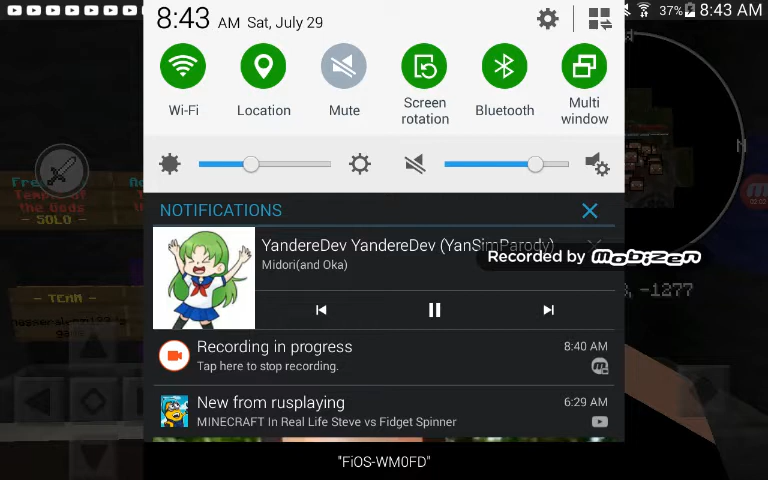 8:43 AM Sat, July 29
37% 8:43 AM
Wi-Fi
Location
Mute
Screen rotation
Bluetooth
Multi window
NOTIFICATIONS
YandereDev YandereDev (YanSimParody)
Midori(and Oka)
Recorded by Mobizen
Recording in progress
8:40 AM
Tap here to stop recording.
New from rusplaying
6:29 AM
MINECRAFT In Real Life Steve vs Fidget Spinner
"FiOS-WM0FD"
the Gods
- SOLO -
- TEAM -
, -1277
N